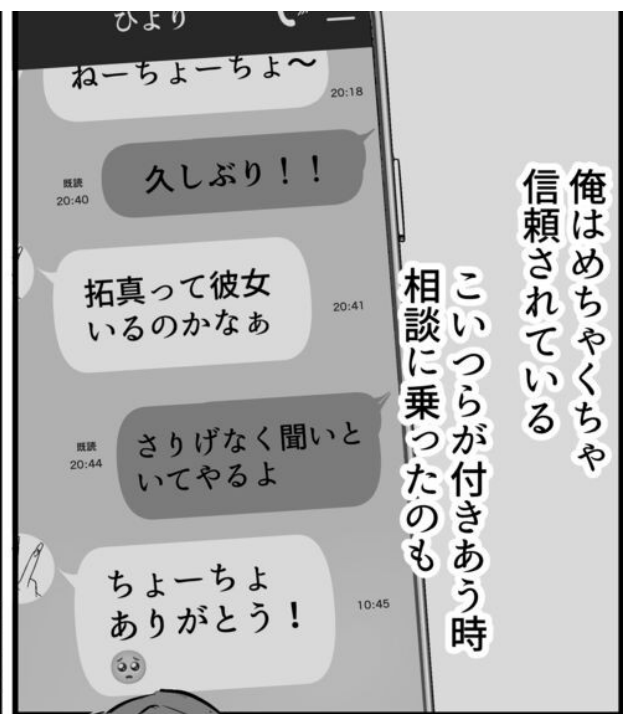 俺はめちゃくちゃ
信頼されている
こいつらが付きあう時
相談に乗ったのも
ひより
ねーちょーちょ〜
20:18
久しぶり！！
既読
20:40
拓真って彼女
いるのかなぁ
20:41
さりげなく聞いと
いてやるよ
既読
20:44
ちょーちょ
ありがとう！
🥺
10:45